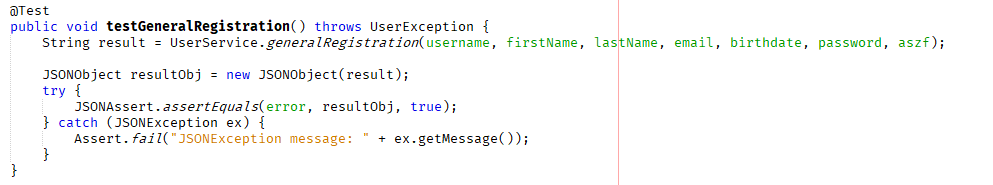 @Test
public void testGeneralRegistration() throws UserException {
    String result = UserService.generalRegistration(username, firstName, lastName, email, birthdate, password, aszf);

    JSONObject resultObj = new JSONObject(result);
    try {
        JSONAssert.assertEquals(error, resultObj, true);
    } catch (JSONException ex) {
        Assert.fail("JSONException message: " + ex.getMessage());
    }
}